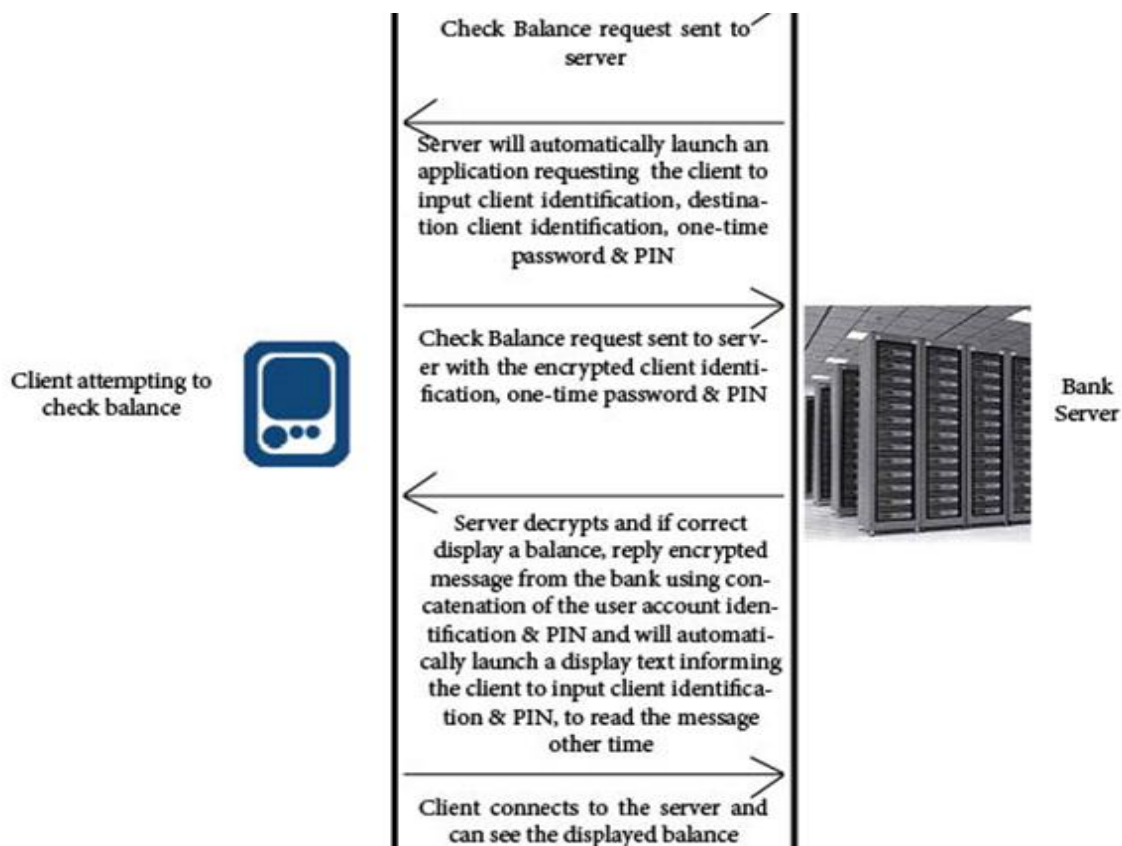 Check Balance request sent to
server
Server will automatically launch an
application requesting the client to
input client identification, destina-
tion client identification, one-time
password & PIN
Check Balance request sent to serv-
er with the encrypted client identi-
fication, one-time password & PIN
Client attempting to
check balance
Bank
Server
Server decrypts and if correct
display a balance, reply encrypted
message from the bank using con-
catenation of the user account iden-
tification & PIN and will automati-
cally launch a display text informing
the client to input client identifica-
tion & PIN, to read the message
other time
Client connects to the server and
can see the displayed balance